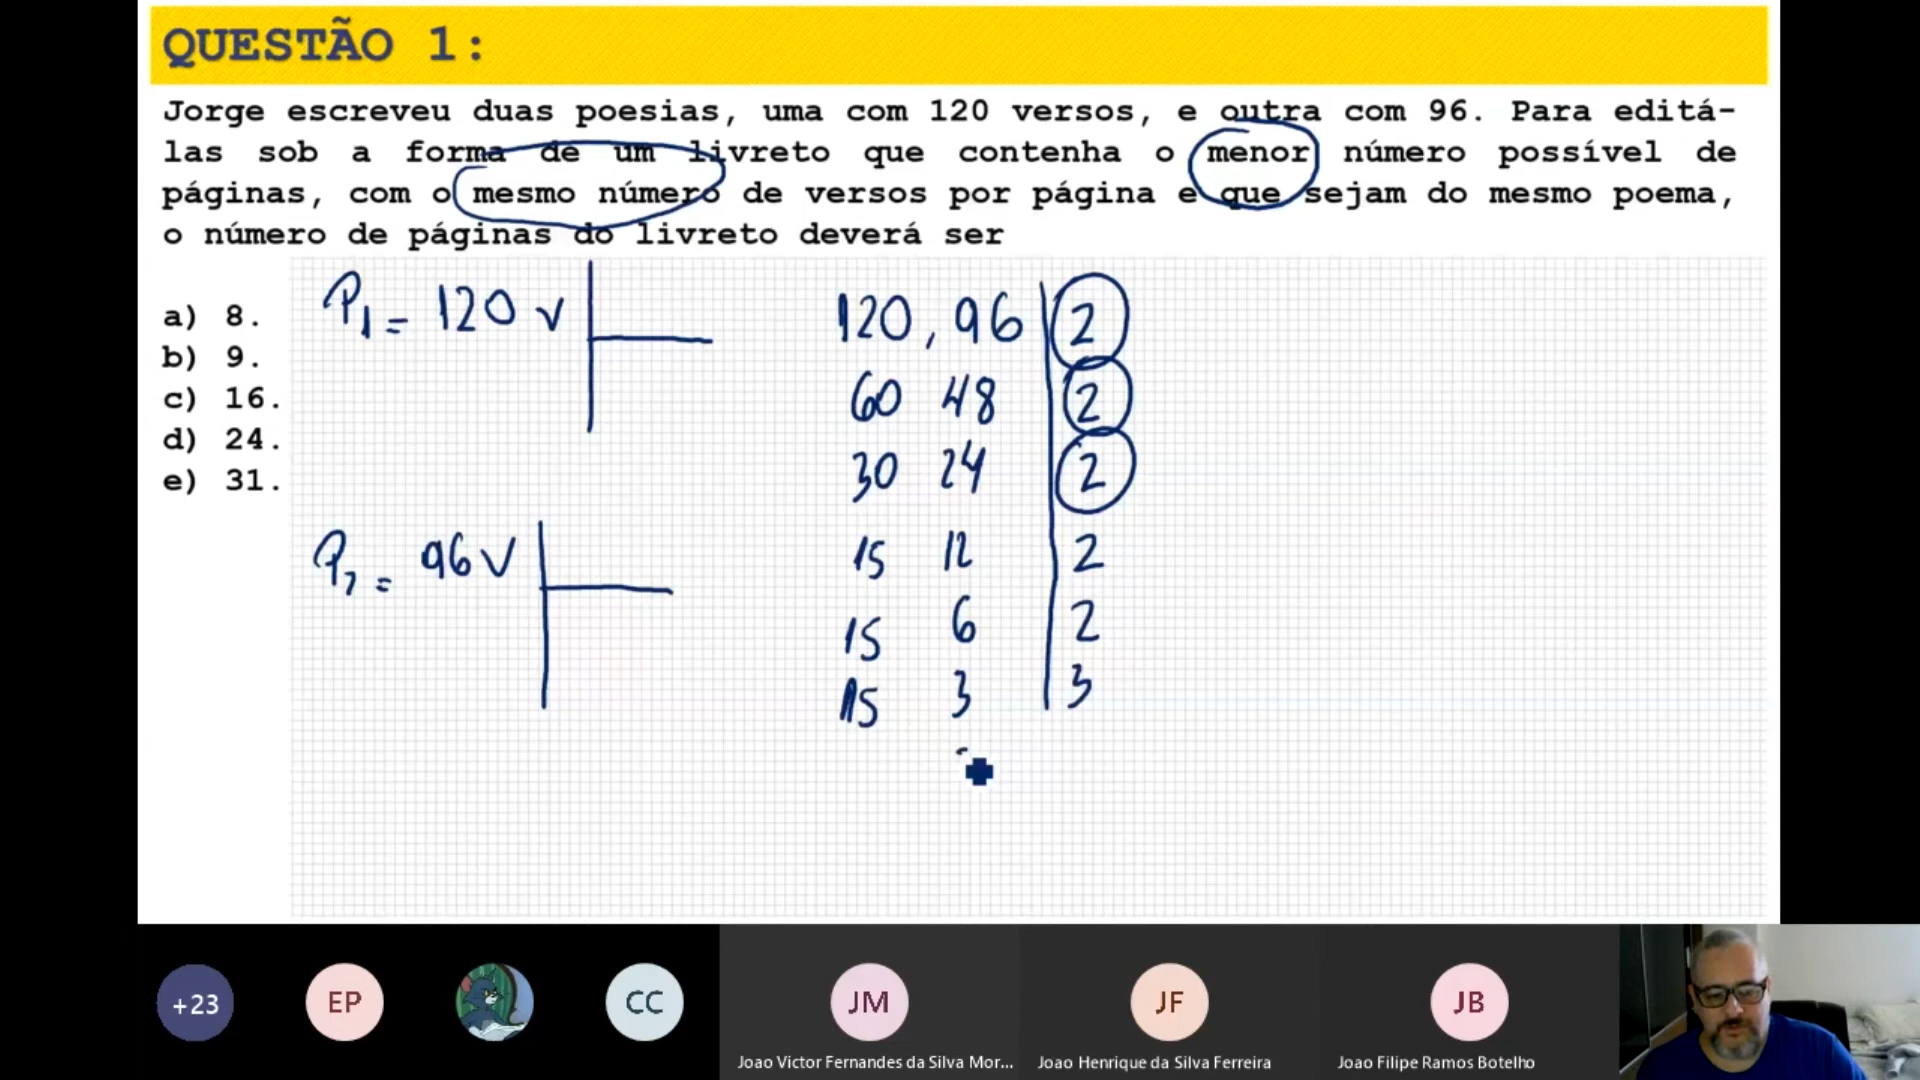 QUESTÃO 1:
Jorge escreveu duas poesias, uma com 120 versos, e outra com 96. Para editá-
las sob a forma de um livreto que contenha o menor número possível de
páginas, com o mesmo número de versos por página e que sejam do mesmo poema,
o número de páginas do livreto deverá ser
a) 8.
b) 9.
c) 16.
d) 24.
e) 31.
P1 = 120 v
P2 = 96 V
120, 96 | 2
60 48 | 2
30 24 | 2
15 12 | 2
15 6 | 2
15 3 | 3
+23
EP
CC
JM
JF
JB
Joao Victor Fernandes da Silva Mor...
Joao Henrique da Silva Ferreira
Joao Filipe Ramos Botelho